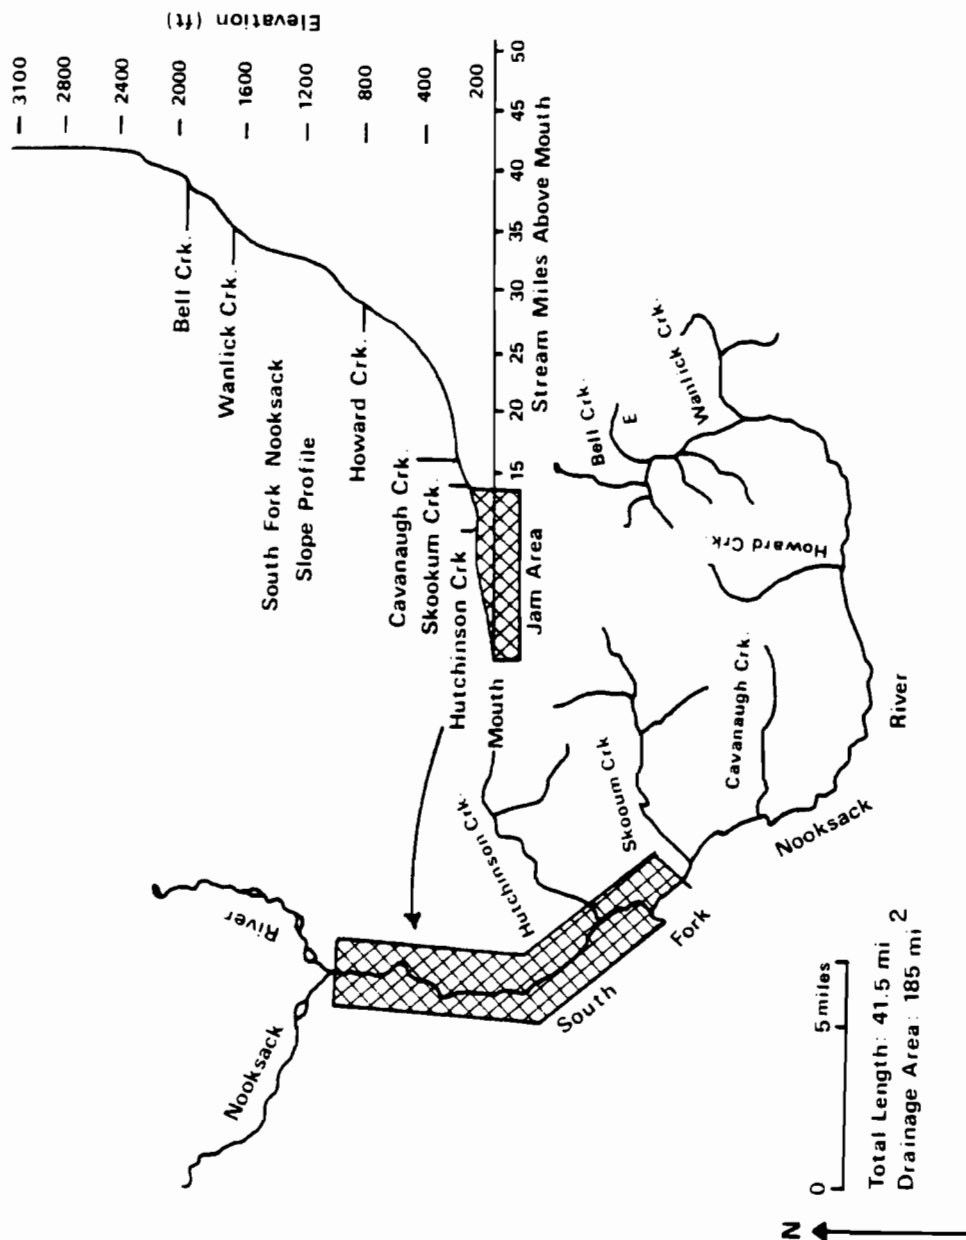 Elevation (ft)
3100
2800
2400
2000
1600
1200
800
400
200
50
45
40
35
30
25
20
15
Stream Miles Above Mouth
Bell Crk.
Wanlick Crk.
South Fork Nooksack
Slope Profile
Howard Crk.
Cavanaugh Crk.
Skookum Crk.
Hutchinson Crk
Jam Area
Mouth
Nooksack
River
Hutchinson Crk.
Skooum Crk
Cavanaugh Crk.
Howard Crk.
Bell Crk.
E
Wanlick Crk.
South
Fork
Nooksack
River
0
5 miles
Total Length: 41.5 mi
Drainage Area: 185 mi 2
N